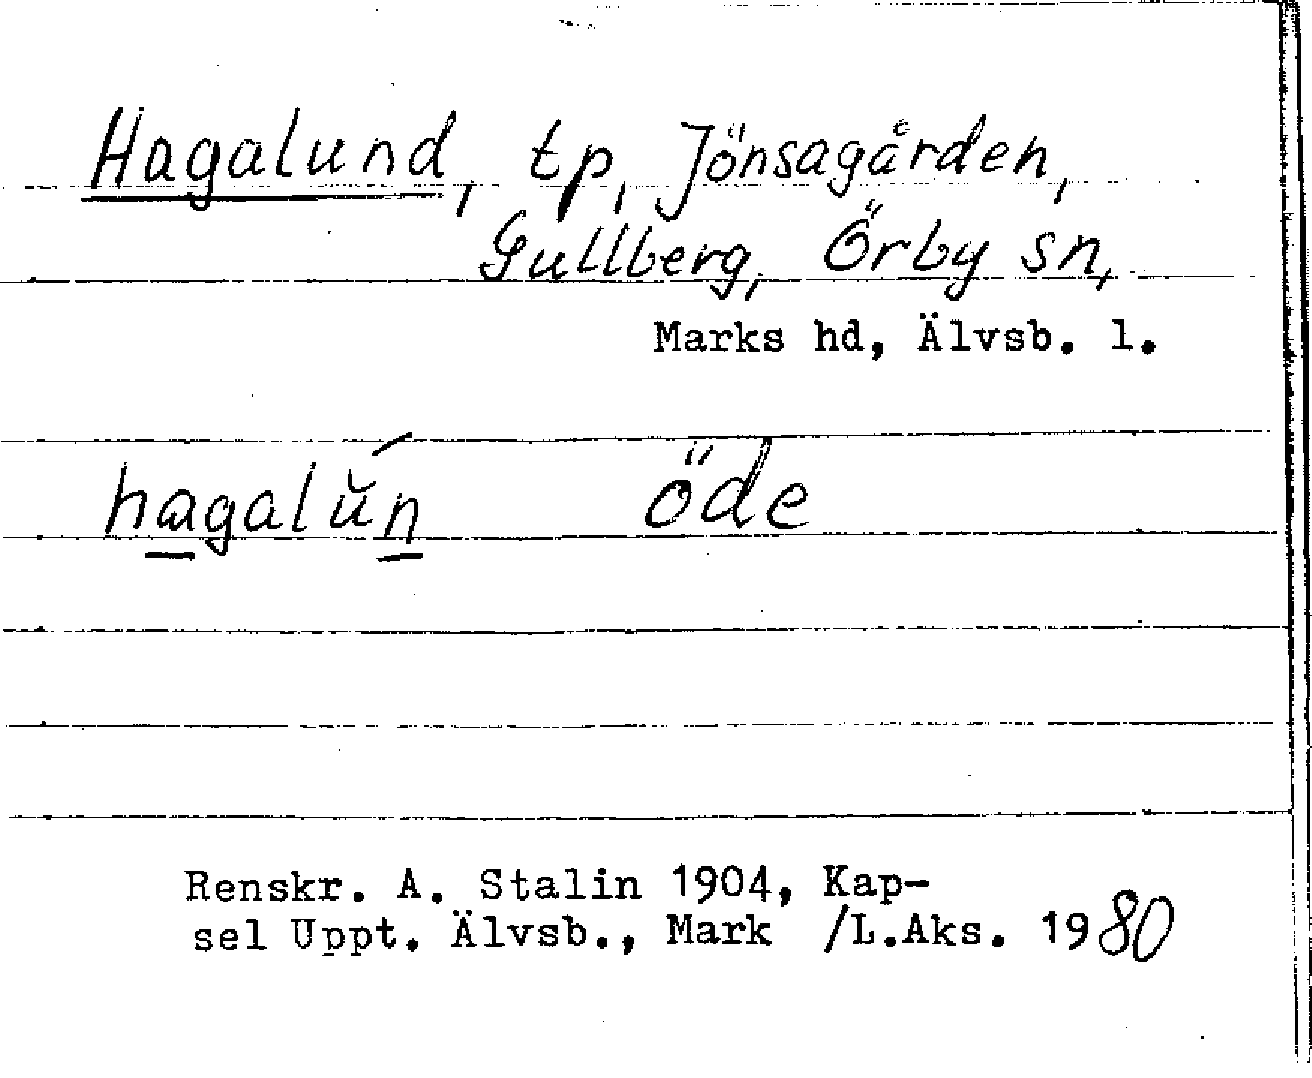 Hagalund, tp, Jönsagården,
Gullberg, Örby sn,
Marks hd, Älvsb. l.
hagalŭ́n öde
Renskr. A. Stalin 1904, Kap-
sel Uppt. Älvsb., Mark /L.Aks. 1980